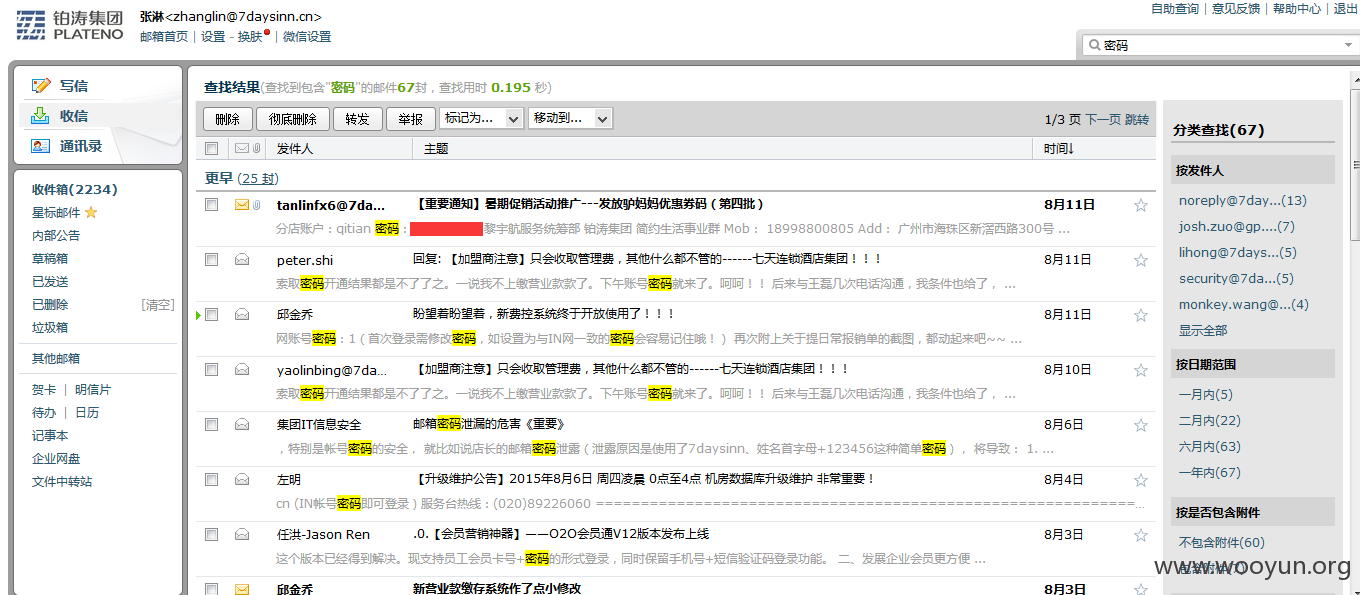 铂涛集团
PLATENO
张淋<zhanglin@7daysinn.cn>
邮箱首页 | 设置 - 换肤 | 微信设置
自助查询 | 意见反馈 | 帮助中心 | 退出
密码
写信
收信
通讯录
收件箱(2234)
星标邮件
内部公告
草稿箱
已发送
已删除 [清空]
垃圾箱
其他邮箱
贺卡 | 明信片
待办 | 日历
记事本
企业网盘
文件中转站
查找结果(查找到包含"密码"的邮件67封，查找用时 0.195 秒)
删除 彻底删除 转发 举报 标记为... 移动到... 1/3 页 下一页 跳转
发件人 主题 时间↓
更早 (25 封)
tanlinfx6@7da... 【重要通知】暑期促销活动推广---发放驴妈妈优惠券码（第四批） 8月11日
分店账户：qitian 密码： 黎宇航服务统筹部 铂涛集团 简约生活事业群 Mob： 18998800805 Add： 广州市海珠区新滘西路300号 ...
peter.shi 回复:【加盟商注意】只会收取管理费，其他什么都不管的------七天连锁酒店集团！！！ 8月11日
索取密码开通结果都是不了了之。一说我不上缴营业款了。下午账号密码就来了。呵呵！！ 后来与王磊几次电话沟通，我条件也给了， ...
邱金乔 盼望着盼望着，新费控系统终于开放使用了！！！ 8月11日
网账号密码：1（首次登录需修改密码，如设置为与IN网一致的密码会容易记住哦！） 再次附上关于提日常报销单的截图，都动起来吧~~ ...
yaolinbing@7da... 【加盟商注意】只会收取管理费，其他什么都不管的------七天连锁酒店集团！！！ 8月10日
索取密码开通结果都是不了了之。一说我不上缴营业款了。下午账号密码就来了。呵呵！！ 后来与王磊几次电话沟通，我条件也给了， ...
集团IT信息安全 邮箱密码泄漏的危害《重要》 8月6日
，特别是帐号密码的安全， 就比如说店长的邮箱密码泄露（泄露原因是使用了7daysinn、姓名首字母+123456这种简单密码）， 将导致： 1. ...
左明 【升级维护公告】2015年8月6日 周四凌晨 0点至4点 机房数据库升级维护 非常重要！ 8月4日
cn (IN帐号密码即可登录）服务台热线：(020)89226060 ==========================================================...
任洪-Jason Ren .0.【会员营销神器】——O2O会员通V12版本发布上线 8月3日
这个版本已经得到解决。现支持员工会员卡号+密码的形式登录，同时保留手机号+短信验证码登录功能。 二、发展企业会员更方便 ...
邱金乔 新营业款缴存系统作了点小修改 8月3日
分类查找(67)
按发件人
noreply@7day...(13)
josh.zuo@gp....(7)
lihong@7days...(5)
security@7da...(5)
monkey.wang@...(4)
显示全部
按日期范围
一月内(5)
二月内(22)
六月内(63)
一年内(67)
按是否包含附件
不包含附件(60)
包含附件(7)
www.wooyun.org